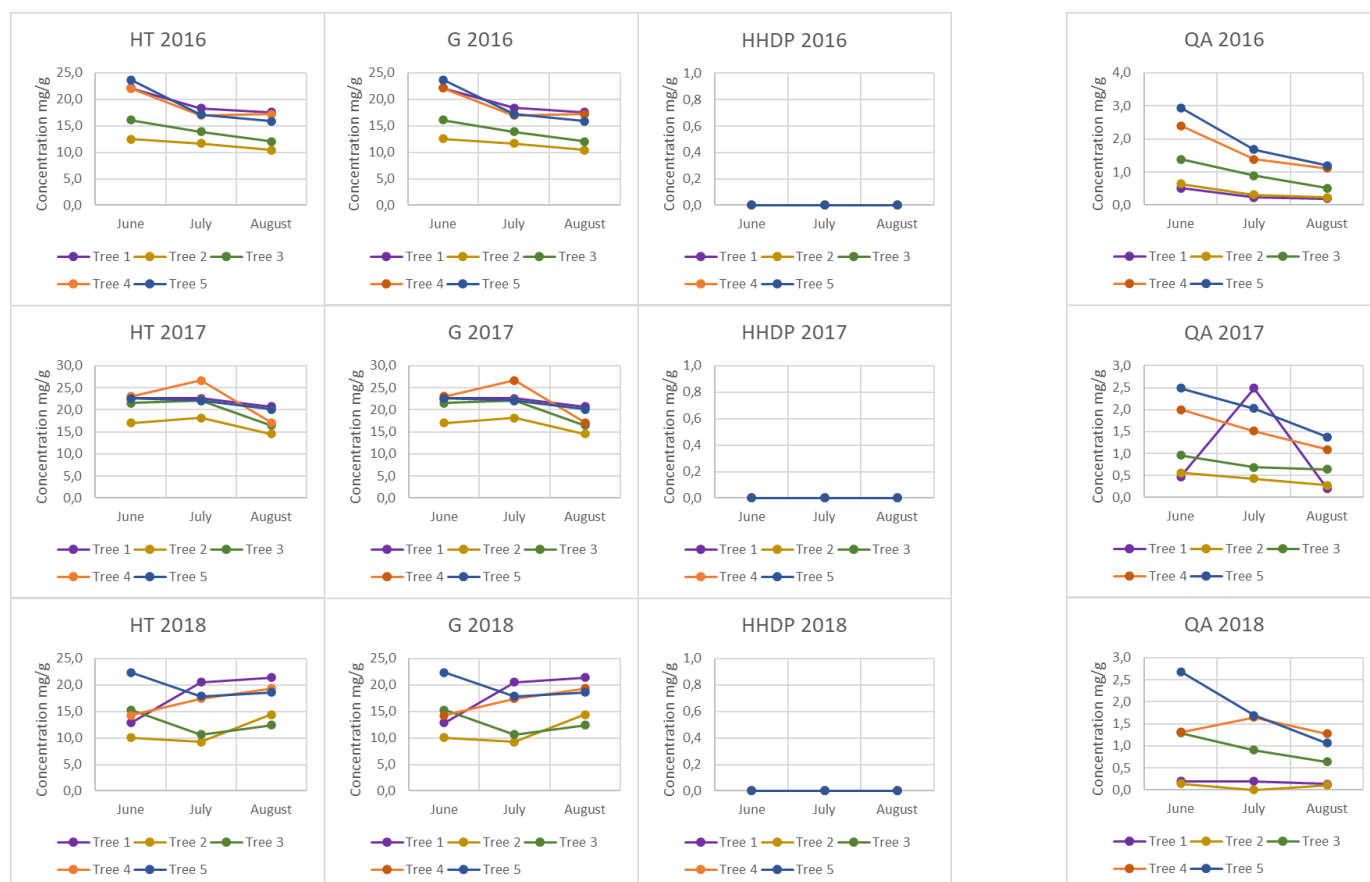 HT 2016
Concentration mg/g
25,0
20,0
15,0
10,0
5,0
0,0
June July August
Tree 1 Tree 2 Tree 3
Tree 4 Tree 5
G 2016
Concentration mg/g
25,0
20,0
15,0
10,0
5,0
0,0
June July August
Tree 1 Tree 2 Tree 3
Tree 4 Tree 5
HHDP 2016
Concentration mg/g
1,0
0,8
0,6
0,4
0,2
0,0
June July August
Tree 1 Tree 2 Tree 3
Tree 4 Tree 5
QA 2016
Concentration mg/g
4,0
3,0
2,0
1,0
0,0
June July August
Tree 1 Tree 2 Tree 3
Tree 4 Tree 5
HT 2017
Concentration mg/g
30,0
25,0
20,0
15,0
10,0
5,0
0,0
June July August
Tree 1 Tree 2 Tree 3
Tree 4 Tree 5
G 2017
Concentration mg/g
30,0
25,0
20,0
15,0
10,0
5,0
0,0
June July August
Tree 1 Tree 2 Tree 3
Tree 4 Tree 5
HHDP 2017
Concentration mg/g
1,0
0,8
0,6
0,4
0,2
0,0
June July August
Tree 1 Tree 2 Tree 3
Tree 4 Tree 5
QA 2017
Concentration mg/g
3,0
2,5
2,0
1,5
1,0
0,5
0,0
June July August
Tree 1 Tree 2 Tree 3
Tree 4 Tree 5
HT 2018
Concentration mg/g
25,0
20,0
15,0
10,0
5,0
0,0
June July August
Tree 1 Tree 2 Tree 3
Tree 4 Tree 5
G 2018
Concentration mg/g
25,0
20,0
15,0
10,0
5,0
0,0
June July August
Tree 1 Tree 2 Tree 3
Tree 4 Tree 5
HHDP 2018
Concentration mg/g
1,0
0,8
0,6
0,4
0,2
0,0
June July August
Tree 1 Tree 2 Tree 3
Tree 4 Tree 5
QA 2018
Concentration mg/g
3,0
2,5
2,0
1,5
1,0
0,5
0,0
June July August
Tree 1 Tree 2 Tree 3
Tree 4 Tree 5